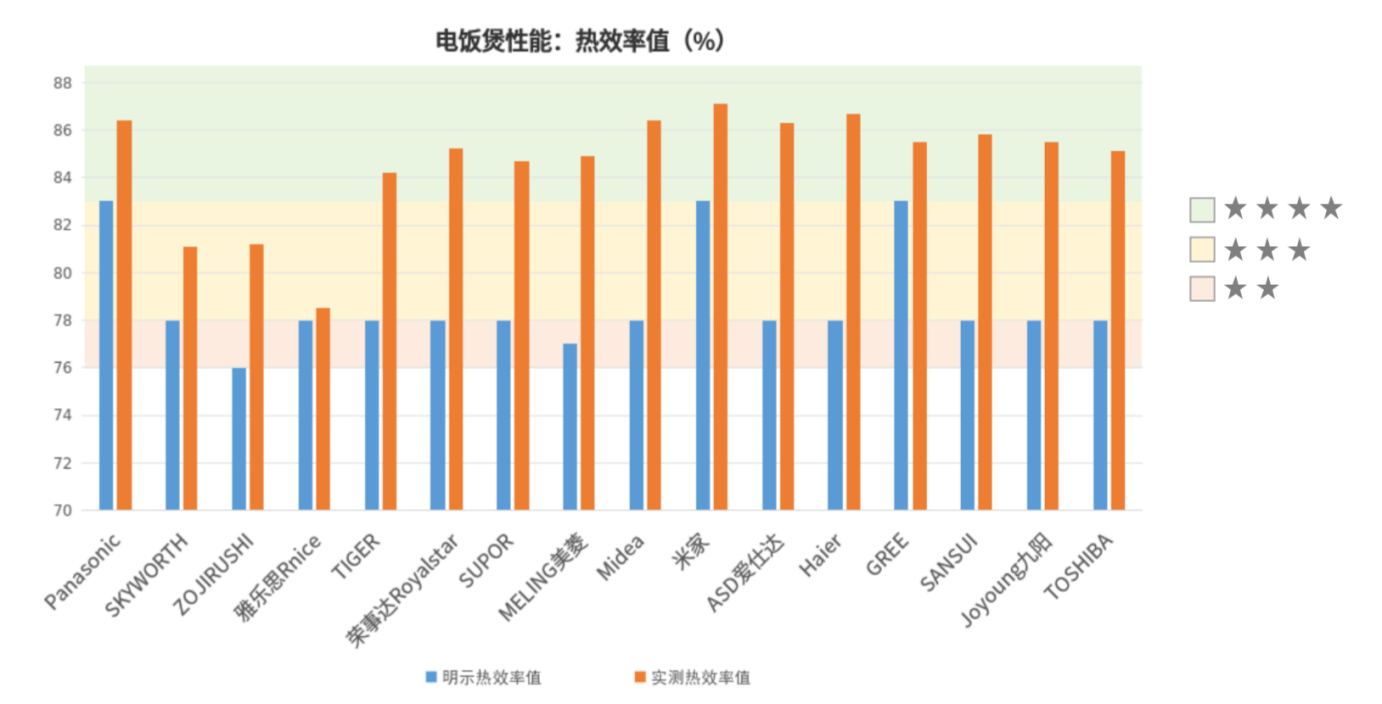 电饭煲性能：热效率值（%）
88
86
84
82
80
78
76
74
72
70
★ ★ ★ ★
★ ★ ★
★ ★
Panasonic
SKYWORTH
ZOJIRUSHI
雅乐思Rnice
TIGER
荣事达Royalstar
SUPOR
MELING美菱
Midea
米家
ASD爱仕达
Haier
GREE
SANSUI
Joyoung九阳
TOSHIBA
明示热效率值
实测热效率值